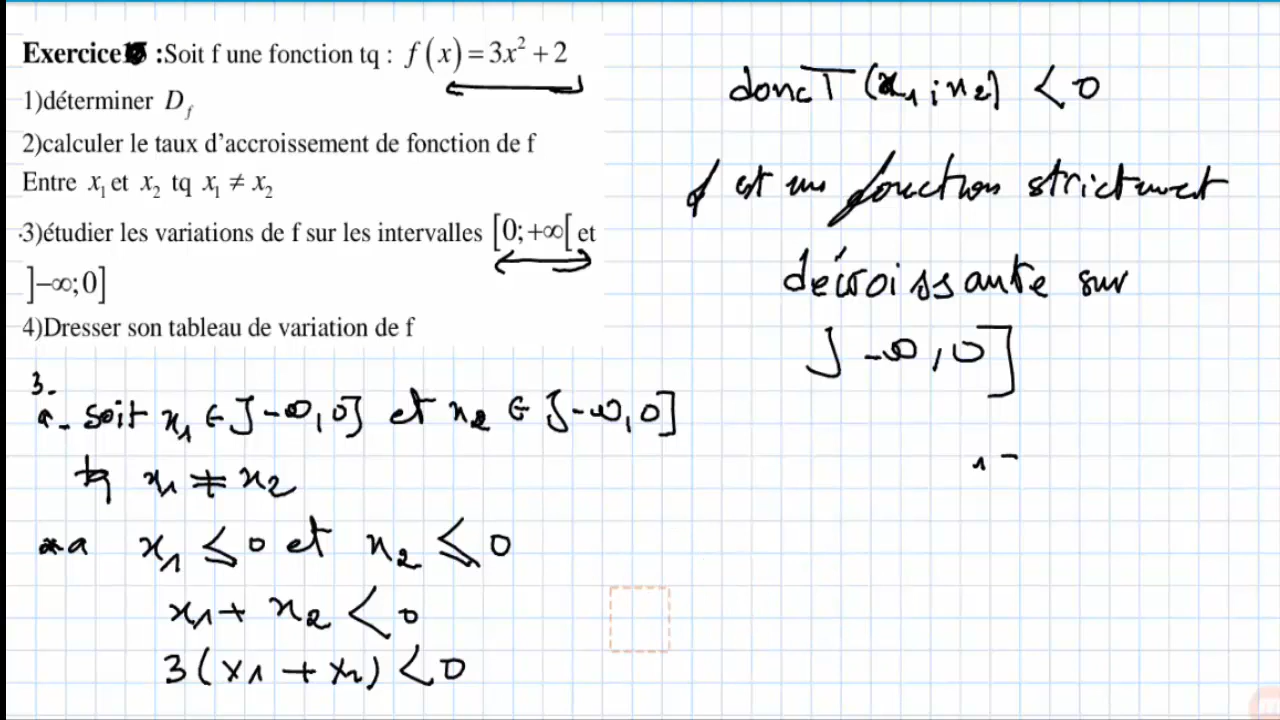 Exercice :Soit f une fonction tq : f(x) = 3x² + 2
1)déterminer D_f
2)calculer le taux d’accroissement de fonction de f
Entre x₁ et x₂ tq x₁ ≠ x₂
3)étudier les variations de f sur les intervalles [0;+∞[ et
]−∞;0]
4)Dresser son tableau de variation de f
3.
soit x₁ ∈ ]-∞,0] et x₂ ∈ ]-∞,0]
tq x₁ ≠ x₂
x₁ ≤ 0 et x₂ ≤ 0
x₁ + x₂ < 0
3(x₁ + x₂) < 0
donc T(x₁;x₂) < 0
f est un fonction strictment
décroissante sur
]-∞,0]